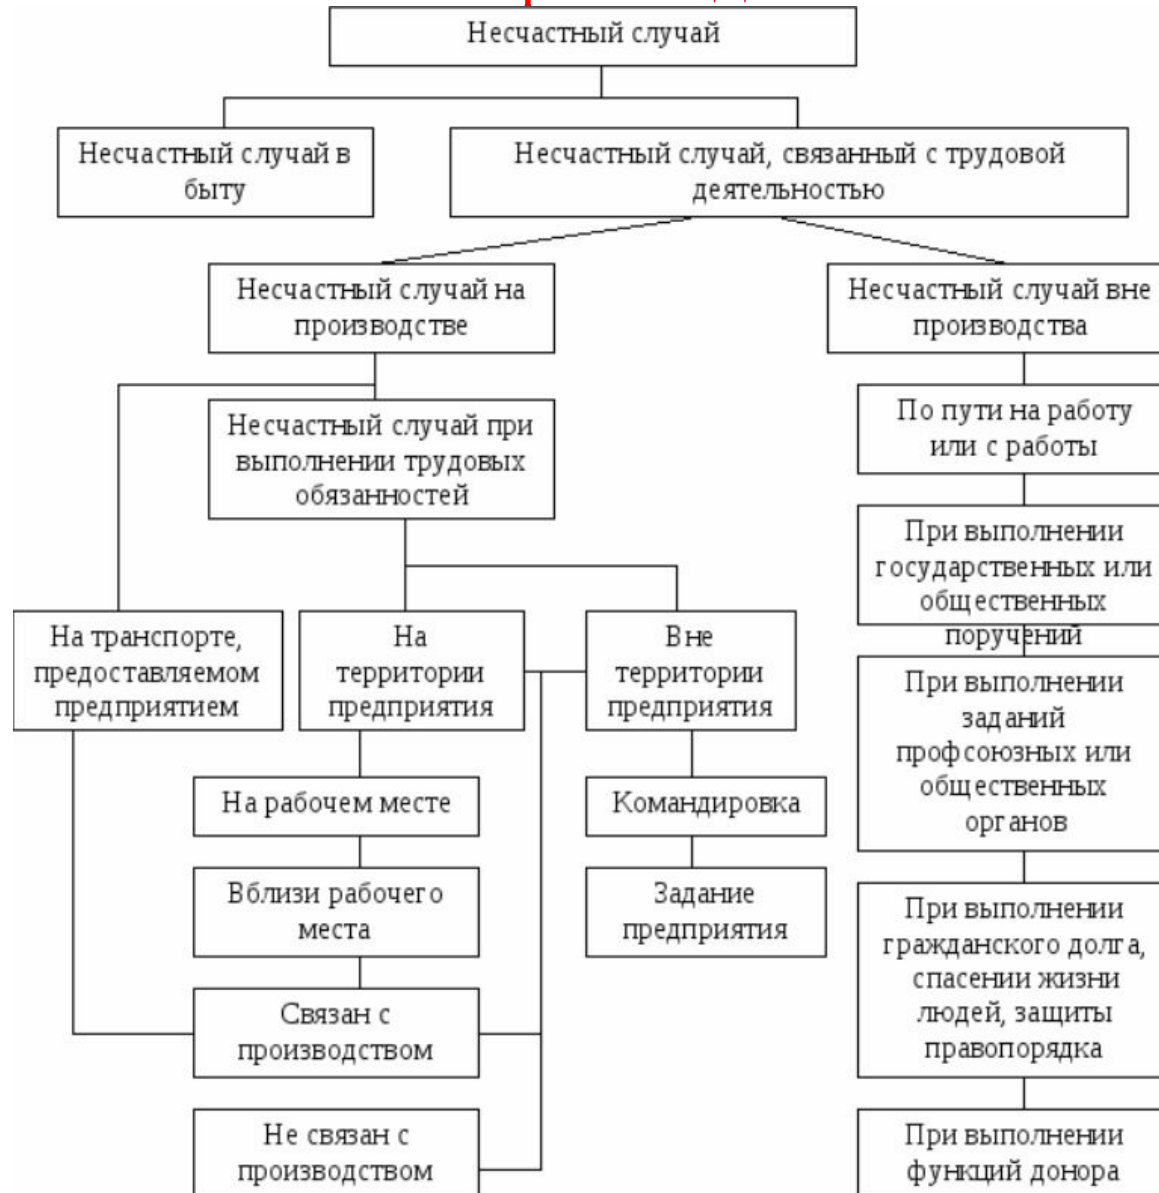 Несчастный случай
Несчастный случай в
быту
Несчастный случай, связанный с трудовой
деятельностью
Несчастный случай на
производстве
Несчастный случай вне
производства
Несчастный случай при
выполнении трудовых
обязанностей
По пути на работу
или с работы
При выполнении
государственных или
общественных
поручений
На транспорте,
предоставляемом
предприятием
На
территории
предприятия
Вне
территории
предприятия
При выполнении
заданий
профсоюзных или
общественных
органов
На рабочем месте
Командировка
Вблизи рабочего
места
Задание
предприятия
При выполнении
гражданского долга,
спасении жизни
людей, защиты
правопорядка
Связан с
производством
Не связан с
производством
При выполнении
функций донора